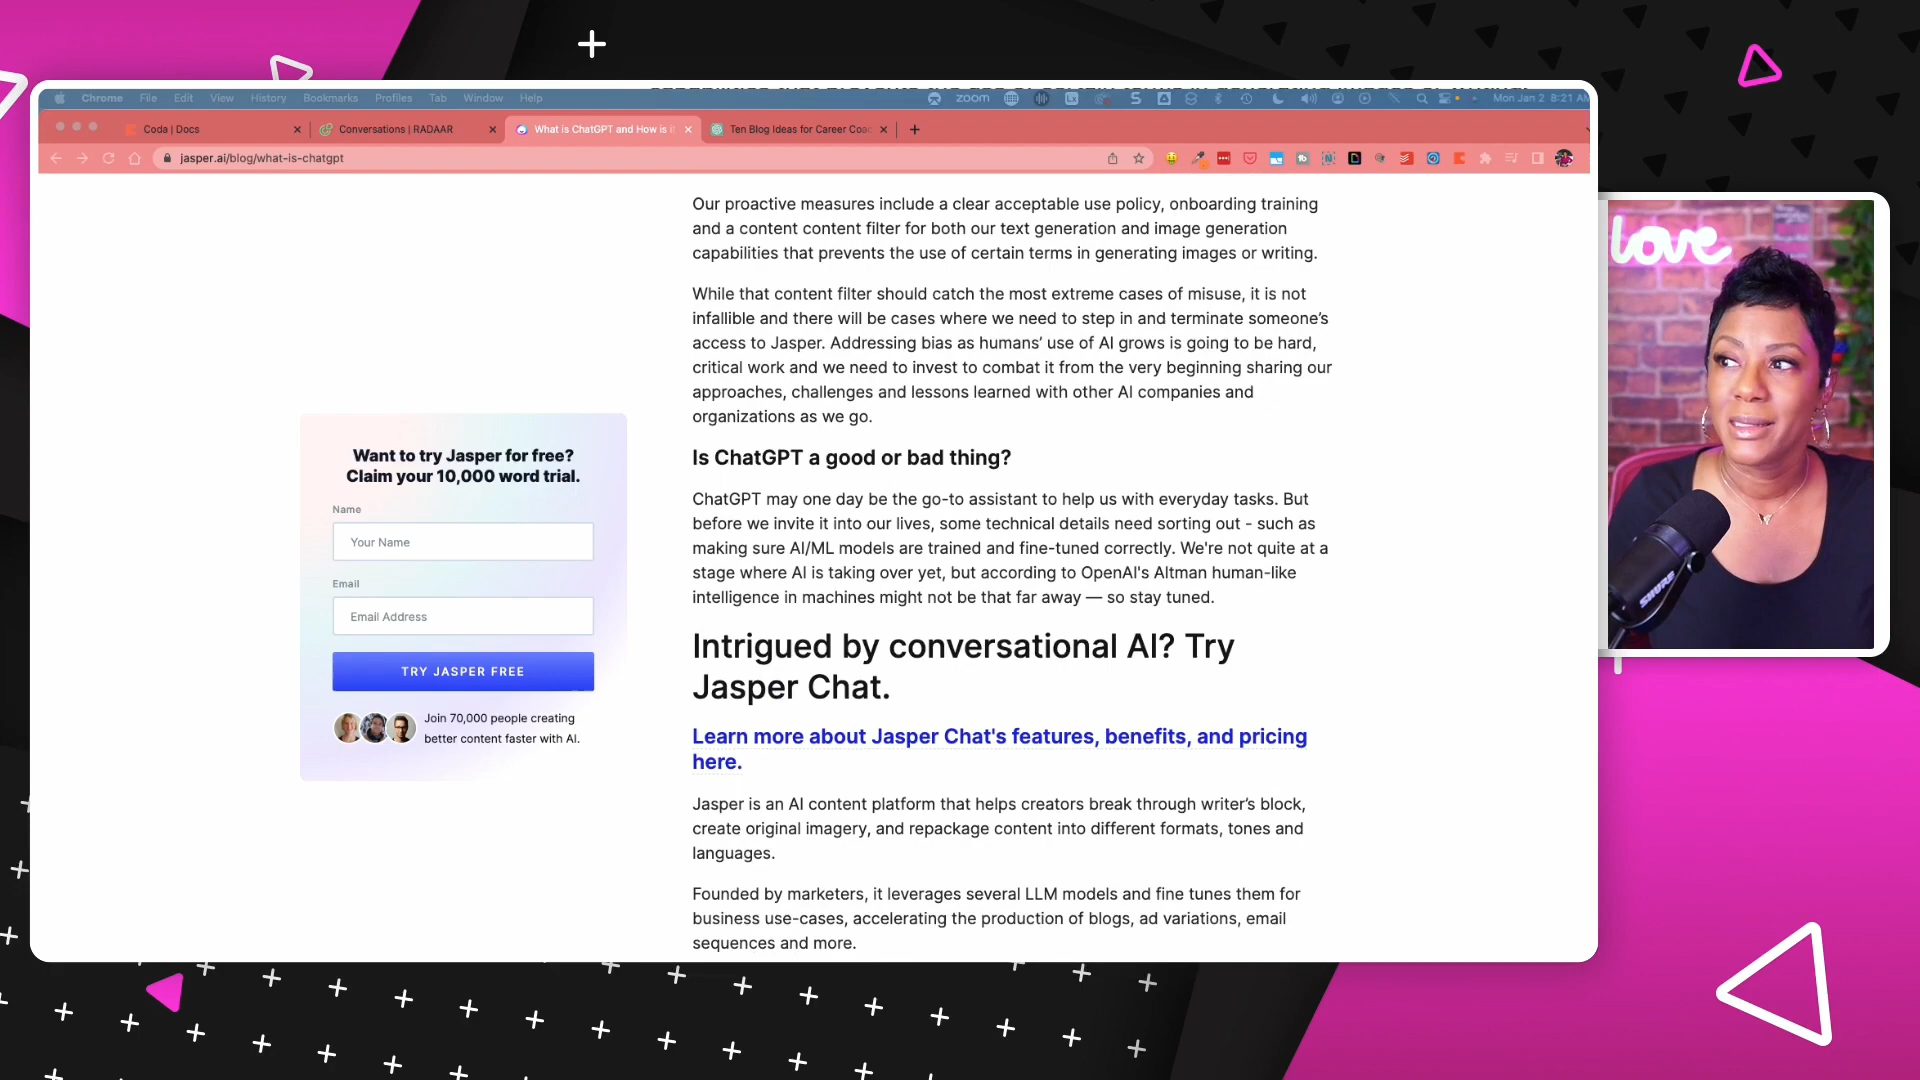 Chrome File Edit View History Bookmarks Profiles Tab Window Help
zoom
Mon Jan 2 8:21 AM
Coda | Docs
Conversations | RADAAR
What is ChatGPT and How is i
Ten Blog Ideas for Career Coac
jasper.ai/blog/what-is-chatgpt
Our proactive measures include a clear acceptable use policy, onboarding training
and a content content filter for both our text generation and image generation
capabilities that prevents the use of certain terms in generating images or writing.
While that content filter should catch the most extreme cases of misuse, it is not
infallible and there will be cases where we need to step in and terminate someone’s
access to Jasper. Addressing bias as humans’ use of AI grows is going to be hard,
critical work and we need to invest to combat it from the very beginning sharing our
approaches, challenges and lessons learned with other AI companies and
organizations as we go.
Is ChatGPT a good or bad thing?
ChatGPT may one day be the go-to assistant to help us with everyday tasks. But
before we invite it into our lives, some technical details need sorting out - such as
making sure AI/ML models are trained and fine-tuned correctly. We're not quite at a
stage where AI is taking over yet, but according to OpenAI's Altman human-like
intelligence in machines might not be that far away — so stay tuned.
Intrigued by conversational AI? Try
Jasper Chat.
Learn more about Jasper Chat's features, benefits, and pricing
here.
Jasper is an AI content platform that helps creators break through writer’s block,
create original imagery, and repackage content into different formats, tones and
languages.
Founded by marketers, it leverages several LLM models and fine tunes them for
business use-cases, accelerating the production of blogs, ad variations, email
sequences and more.
Want to try Jasper for free?
Claim your 10,000 word trial.
Name
Your Name
Email
Email Address
TRY JASPER FREE
Join 70,000 people creating
better content faster with AI.
love
SHURE